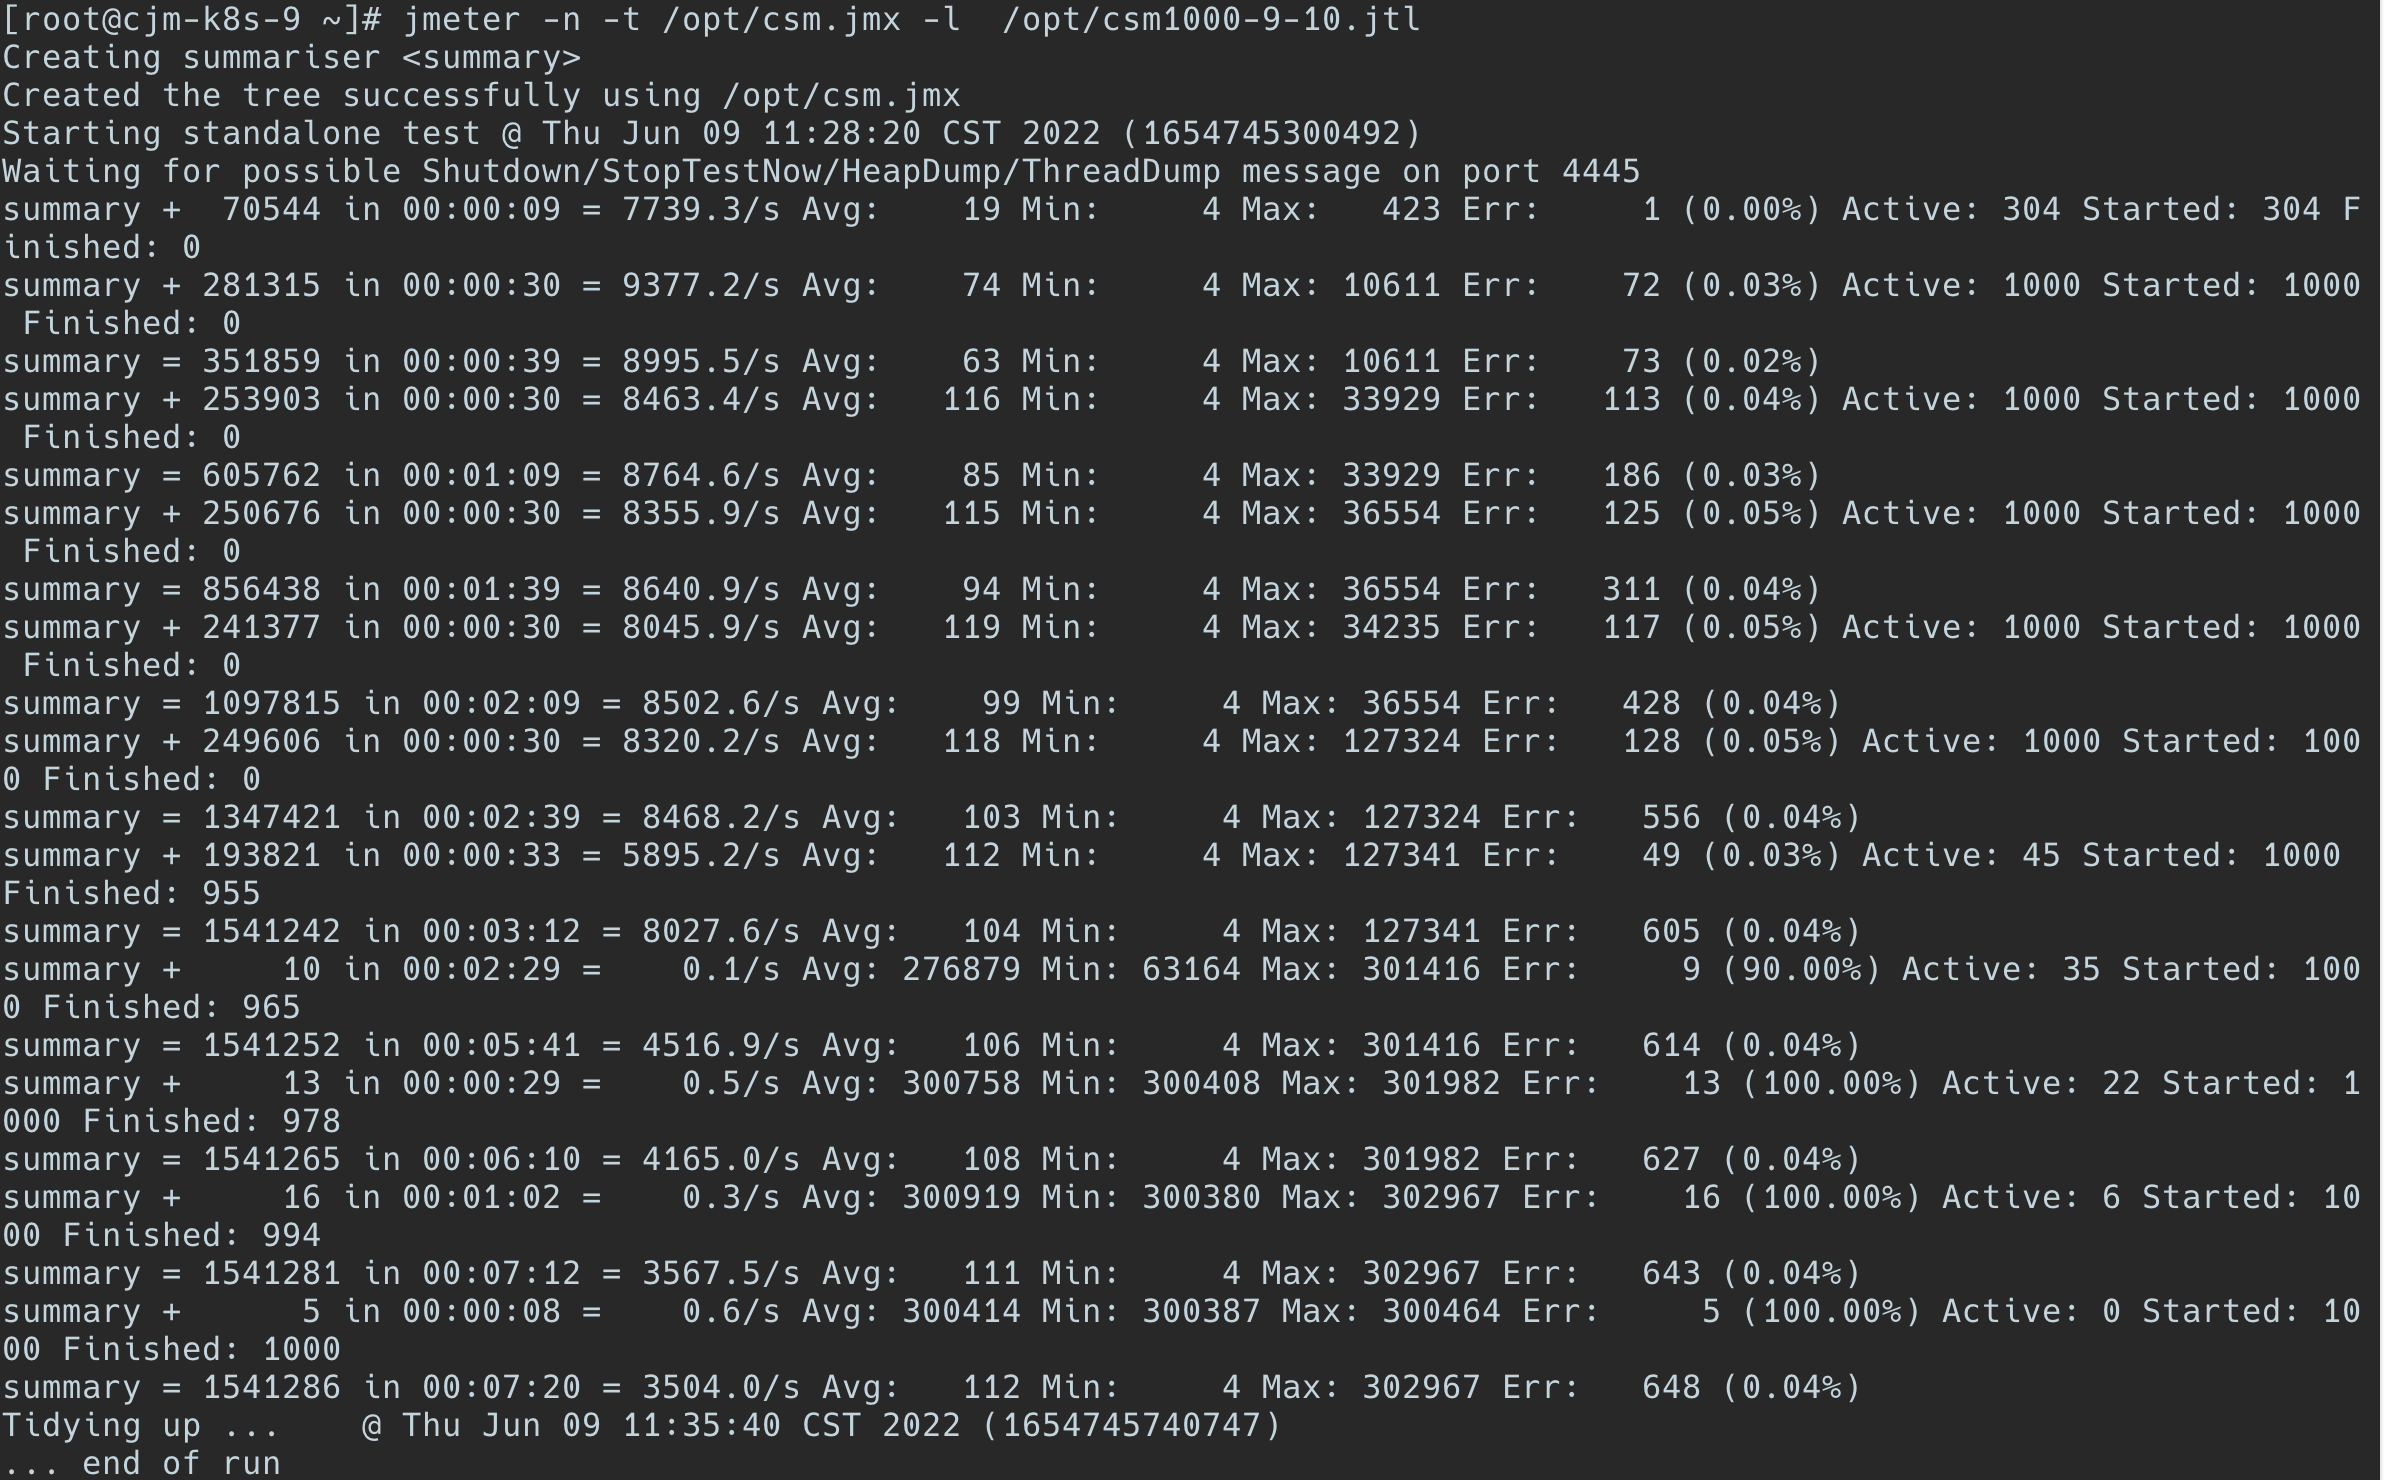 [root@cjm-k8s-9 ~]# jmeter -n -t /opt/csm.jmx -l  /opt/csm1000-9-10.jtl
Creating summariser <summary>
Created the tree successfully using /opt/csm.jmx
Starting standalone test @ Thu Jun 09 11:28:20 CST 2022 (1654745300492)
Waiting for possible Shutdown/StopTestNow/HeapDump/ThreadDump message on port 4445
summary +  70544 in 00:00:09 = 7739.3/s Avg:    19 Min:     4 Max:   423 Err:     1 (0.00%) Active: 304 Started: 304 F
inished: 0
summary + 281315 in 00:00:30 = 9377.2/s Avg:    74 Min:     4 Max: 10611 Err:    72 (0.03%) Active: 1000 Started: 1000
 Finished: 0
summary = 351859 in 00:00:39 = 8995.5/s Avg:    63 Min:     4 Max: 10611 Err:    73 (0.02%)
summary + 253903 in 00:00:30 = 8463.4/s Avg:   116 Min:     4 Max: 33929 Err:   113 (0.04%) Active: 1000 Started: 1000
 Finished: 0
summary = 605762 in 00:01:09 = 8764.6/s Avg:    85 Min:     4 Max: 33929 Err:   186 (0.03%)
summary + 250676 in 00:00:30 = 8355.9/s Avg:   115 Min:     4 Max: 36554 Err:   125 (0.05%) Active: 1000 Started: 1000
 Finished: 0
summary = 856438 in 00:01:39 = 8640.9/s Avg:    94 Min:     4 Max: 36554 Err:   311 (0.04%)
summary + 241377 in 00:00:30 = 8045.9/s Avg:   119 Min:     4 Max: 34235 Err:   117 (0.05%) Active: 1000 Started: 1000
 Finished: 0
summary = 1097815 in 00:02:09 = 8502.6/s Avg:    99 Min:     4 Max: 36554 Err:   428 (0.04%)
summary + 249606 in 00:00:30 = 8320.2/s Avg:   118 Min:     4 Max: 127324 Err:   128 (0.05%) Active: 1000 Started: 100
0 Finished: 0
summary = 1347421 in 00:02:39 = 8468.2/s Avg:   103 Min:     4 Max: 127324 Err:   556 (0.04%)
summary + 193821 in 00:00:33 = 5895.2/s Avg:   112 Min:     4 Max: 127341 Err:    49 (0.03%) Active: 45 Started: 1000
Finished: 955
summary = 1541242 in 00:03:12 = 8027.6/s Avg:   104 Min:     4 Max: 127341 Err:   605 (0.04%)
summary +     10 in 00:02:29 =    0.1/s Avg: 276879 Min: 63164 Max: 301416 Err:     9 (90.00%) Active: 35 Started: 100
0 Finished: 965
summary = 1541252 in 00:05:41 = 4516.9/s Avg:   106 Min:     4 Max: 301416 Err:   614 (0.04%)
summary +     13 in 00:00:29 =    0.5/s Avg: 300758 Min: 300408 Max: 301982 Err:    13 (100.00%) Active: 22 Started: 1
000 Finished: 978
summary = 1541265 in 00:06:10 = 4165.0/s Avg:   108 Min:     4 Max: 301982 Err:   627 (0.04%)
summary +     16 in 00:01:02 =    0.3/s Avg: 300919 Min: 300380 Max: 302967 Err:    16 (100.00%) Active: 6 Started: 10
00 Finished: 994
summary = 1541281 in 00:07:12 = 3567.5/s Avg:   111 Min:     4 Max: 302967 Err:   643 (0.04%)
summary +      5 in 00:00:08 =    0.6/s Avg: 300414 Min: 300387 Max: 300464 Err:     5 (100.00%) Active: 0 Started: 10
00 Finished: 1000
summary = 1541286 in 00:07:20 = 3504.0/s Avg:   112 Min:     4 Max: 302967 Err:   648 (0.04%)
Tidying up ...    @ Thu Jun 09 11:35:40 CST 2022 (1654745740747)
... end of run